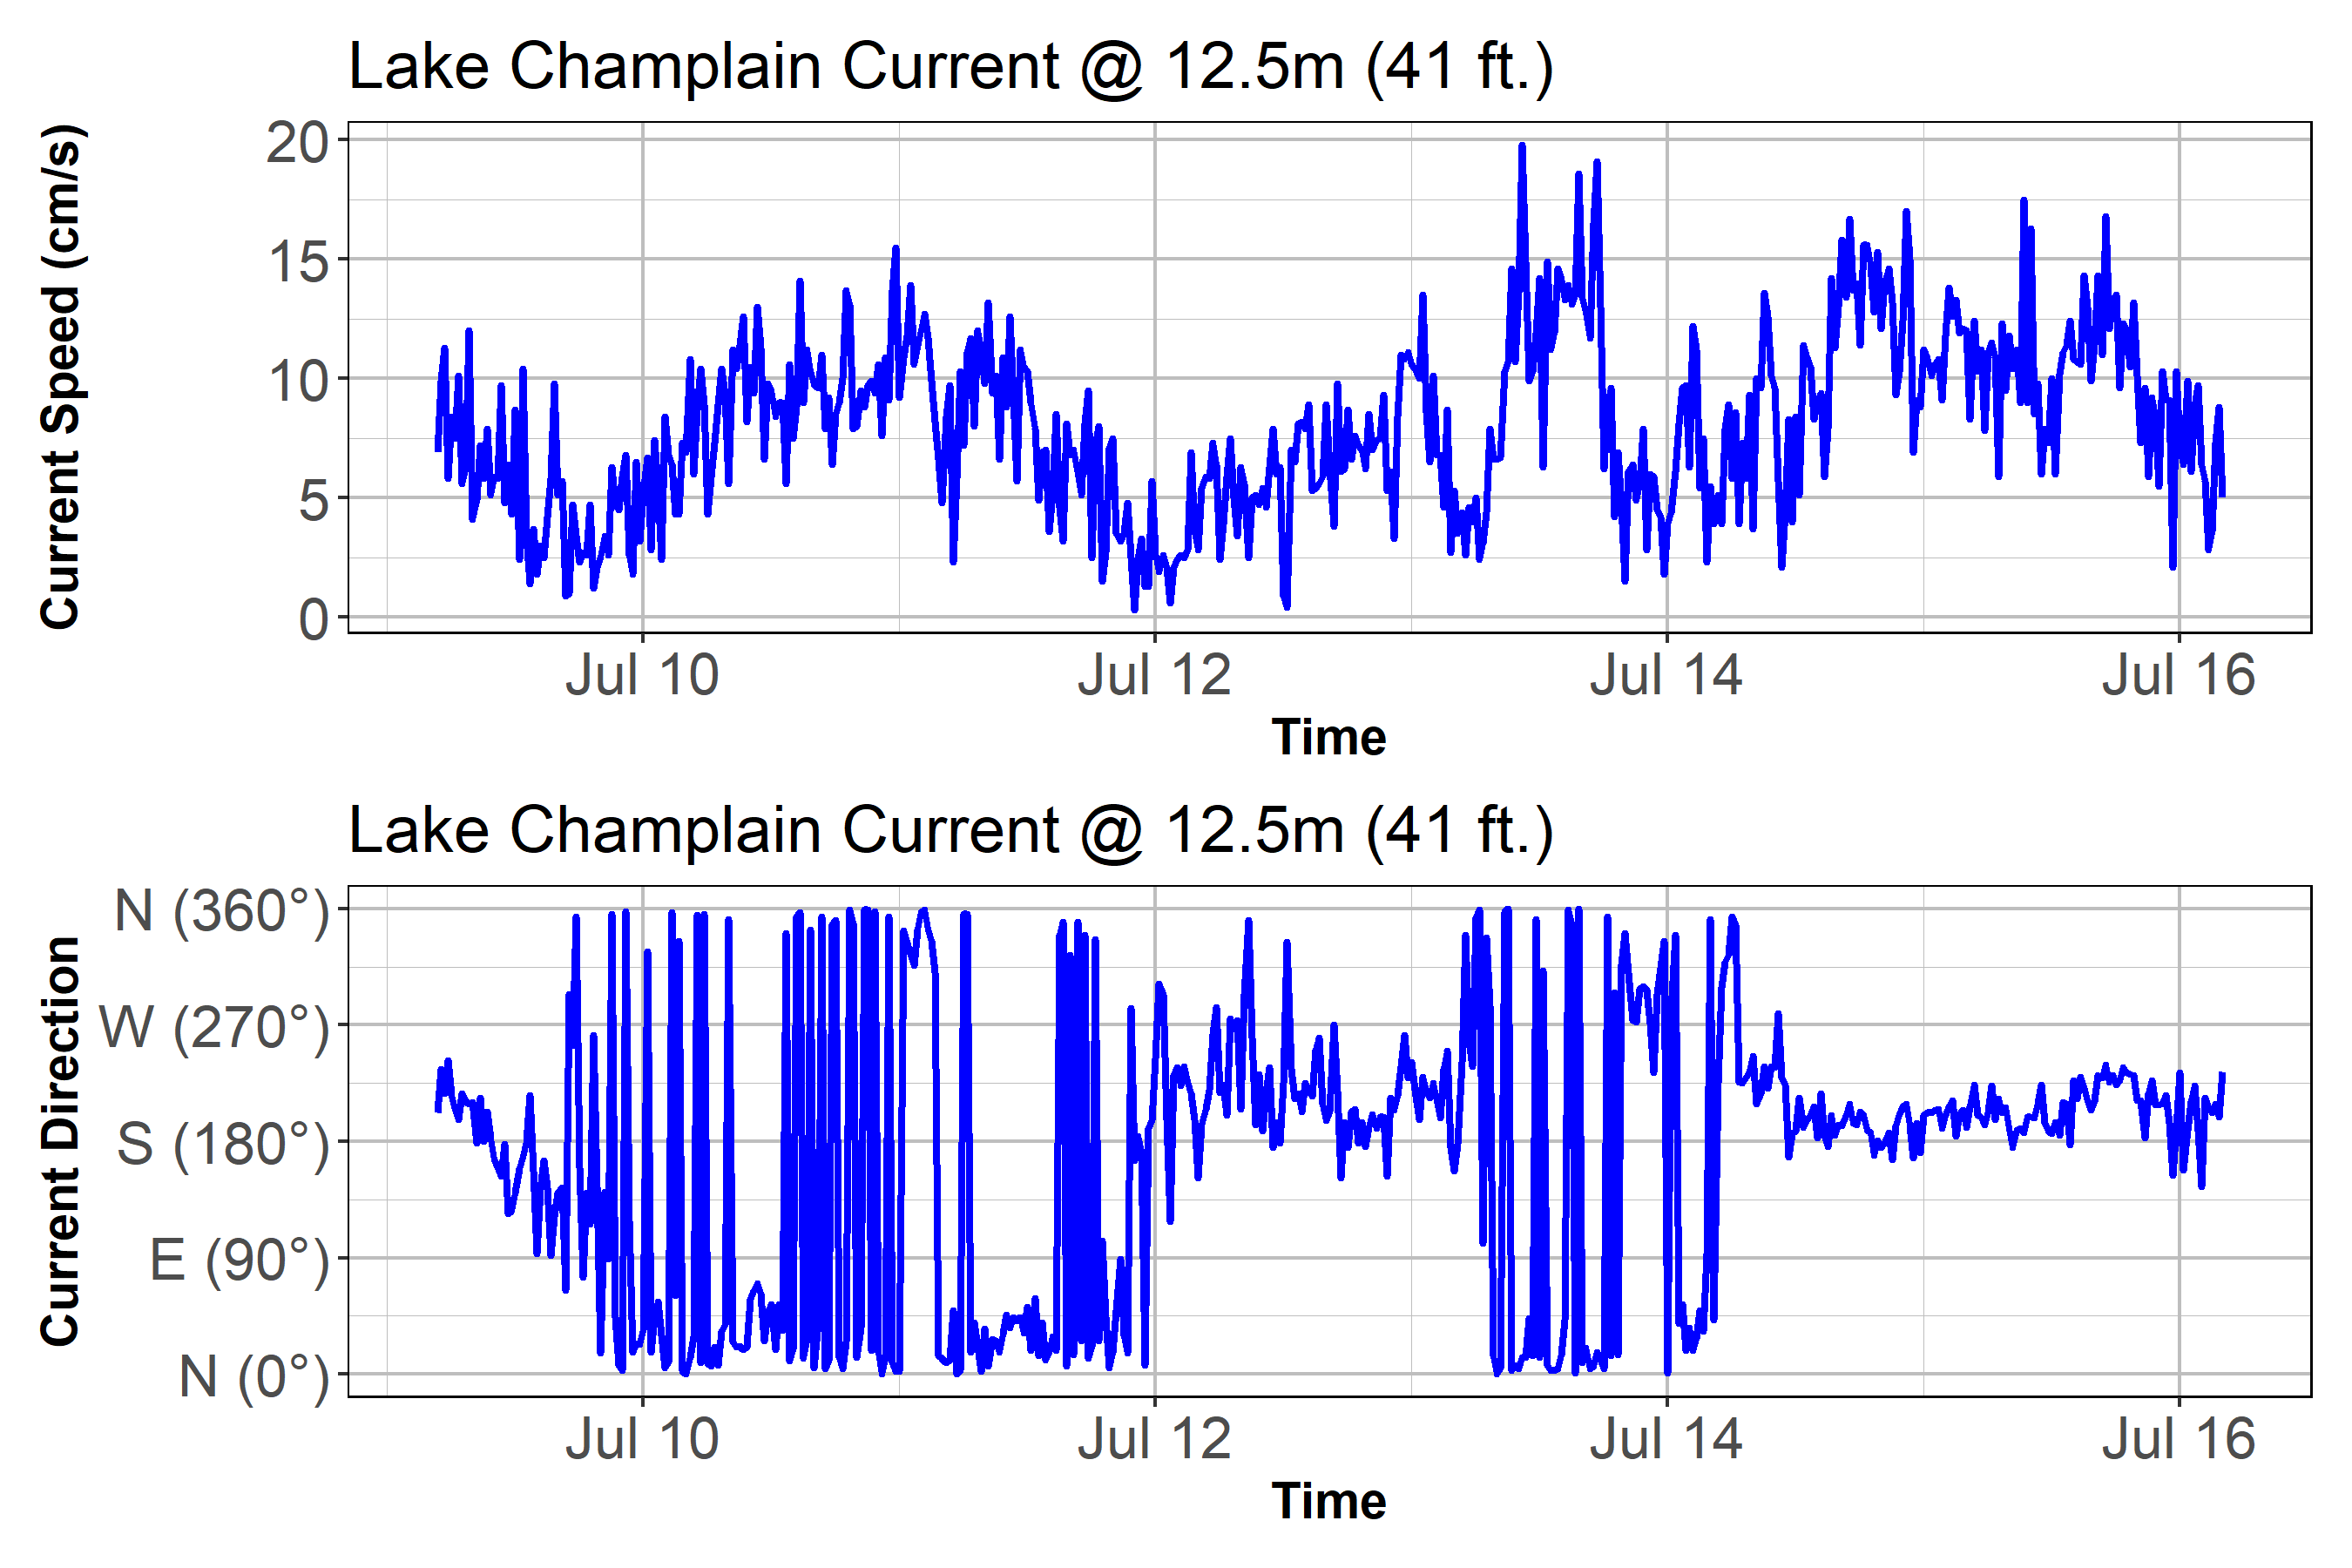 Lake Champlain Current @ 12.5m (41 ft.)
Current Speed (cm/s)
20
15
10
5
0
Jul 10 Jul 12 Jul 14 Jul 16
Time
Lake Champlain Current @ 12.5m (41 ft.)
Current Direction
N (360°)
W (270°)
S (180°)
E (90°)
N (0°)
Jul 10 Jul 12 Jul 14 Jul 16
Time